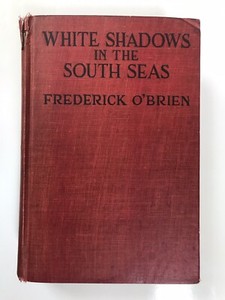 WHITE SHADOWS
IN THE
SOUTH SEAS
FREDERICK O'BRIEN